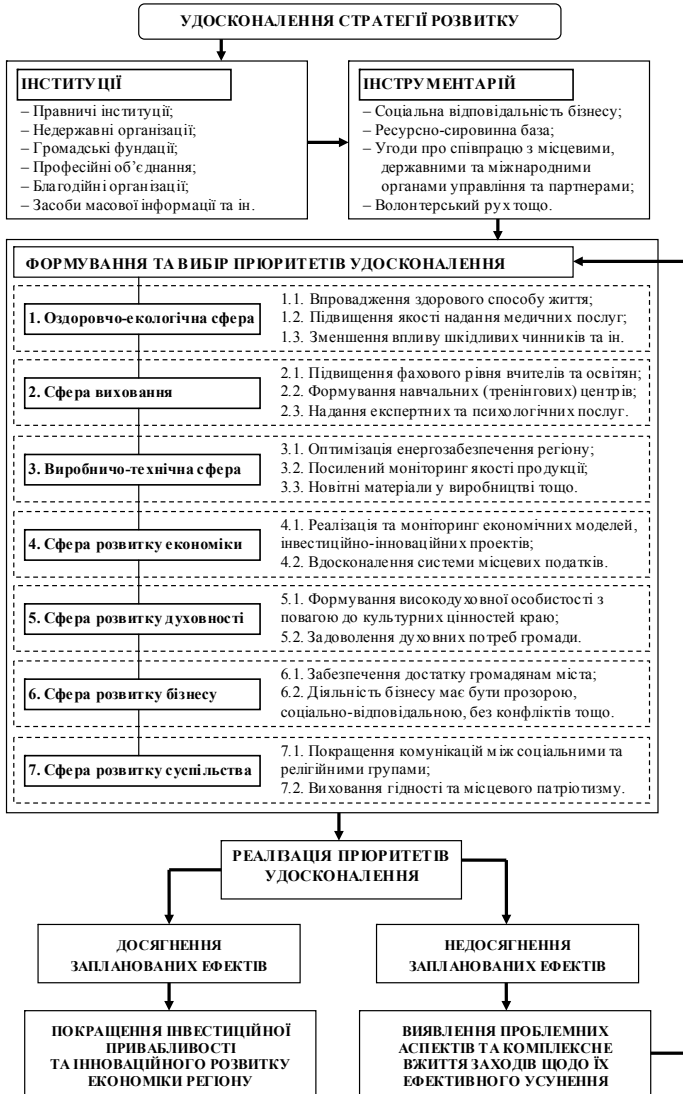 УДОСКОНАЛЕННЯ СТРАТЕГІЇ РОЗВИТКУ
ІНСТИТУЦІЇ
– Правничі інституції;
– Недержавні організації;
– Громадські фундації;
– Професійні об’єднання;
– Благодійні організації;
– Засоби масової інформації та ін.
ІНСТРУМЕНТАРІЙ
– Соціальна відповідальність бізнесу;
– Ресурсно-сировинна база;
– Угоди про співпрацю з місцевими,
державними та міжнародними
органами управління та партнерами;
– Волонтерський рух тощо.
ФОРМУВАННЯ ТА ВИБІР ПРІОРИТЕТІВ УДОСКОНАЛЕННЯ
1. Оздоровчо-екологічна сфера
1.1. Впровадження здорового способу життя;
1.2. Підвищення якості надання медичних послуг;
1.3. Зменшення впливу шкідливих чинників та ін.
2. Сфера виховання
2.1. Підвищення фахового рівня вчителів та освітян;
2.2. Формування навчальних (тренінгових) центрів;
2.3. Надання експертних та психологічних послуг.
3. Виробничо-технічна сфера
3.1. Оптимізація енергозабезпечення регіону;
3.2. Посилений моніторинг якості продукції;
3.3. Новітні матеріали у виробництві тощо.
4. Сфера розвитку економіки
4.1. Реалізація та моніторинг економічних моделей,
інвестиційно-інноваційних проектів;
4.2. Вдосконалення системи місцевих податків.
5. Сфера розвитку духовності
5.1. Формування високодуховної особистості з
повагою до культурних цінностей краю;
5.2. Задоволення духовних потреб громади.
6. Сфера розвитку бізнесу
6.1. Забезпечення достатку громадянам міста;
6.2. Діяльність бізнесу має бути прозорою,
соціально-відповідальною, без конфліктів тощо.
7. Сфера розвитку суспільства
7.1. Покращення комунікацій між соціальними та
релігійними групами;
7.2. Виховання гідності та місцевого патріотизму.
РЕАЛІЗАЦІЯ ПРІОРИТЕТІВ
УДОСКОНАЛЕННЯ
ДОСЯГНЕННЯ
ЗАПЛАНОВАНИХ ЕФЕКТІВ
НЕДОСЯГНЕННЯ
ЗАПЛАНОВАНИХ ЕФЕКТІВ
ПОКРАЩЕННЯ ІНВЕСТИЦІЙНОЇ
ПРИВАБЛИВОСТІ
ТА ІННОВАЦІЙНОГО РОЗВИТКУ
ЕКОНОМІКИ РЕГІОНУ
ВИЯВЛЕННЯ ПРОБЛЕМНИХ
АСПЕКТІВ ТА КОМПЛЕКСНЕ
ВЖИТТЯ ЗАХОДІВ ЩОДО ЇХ
ЕФЕКТИВНОГО УСУНЕННЯ